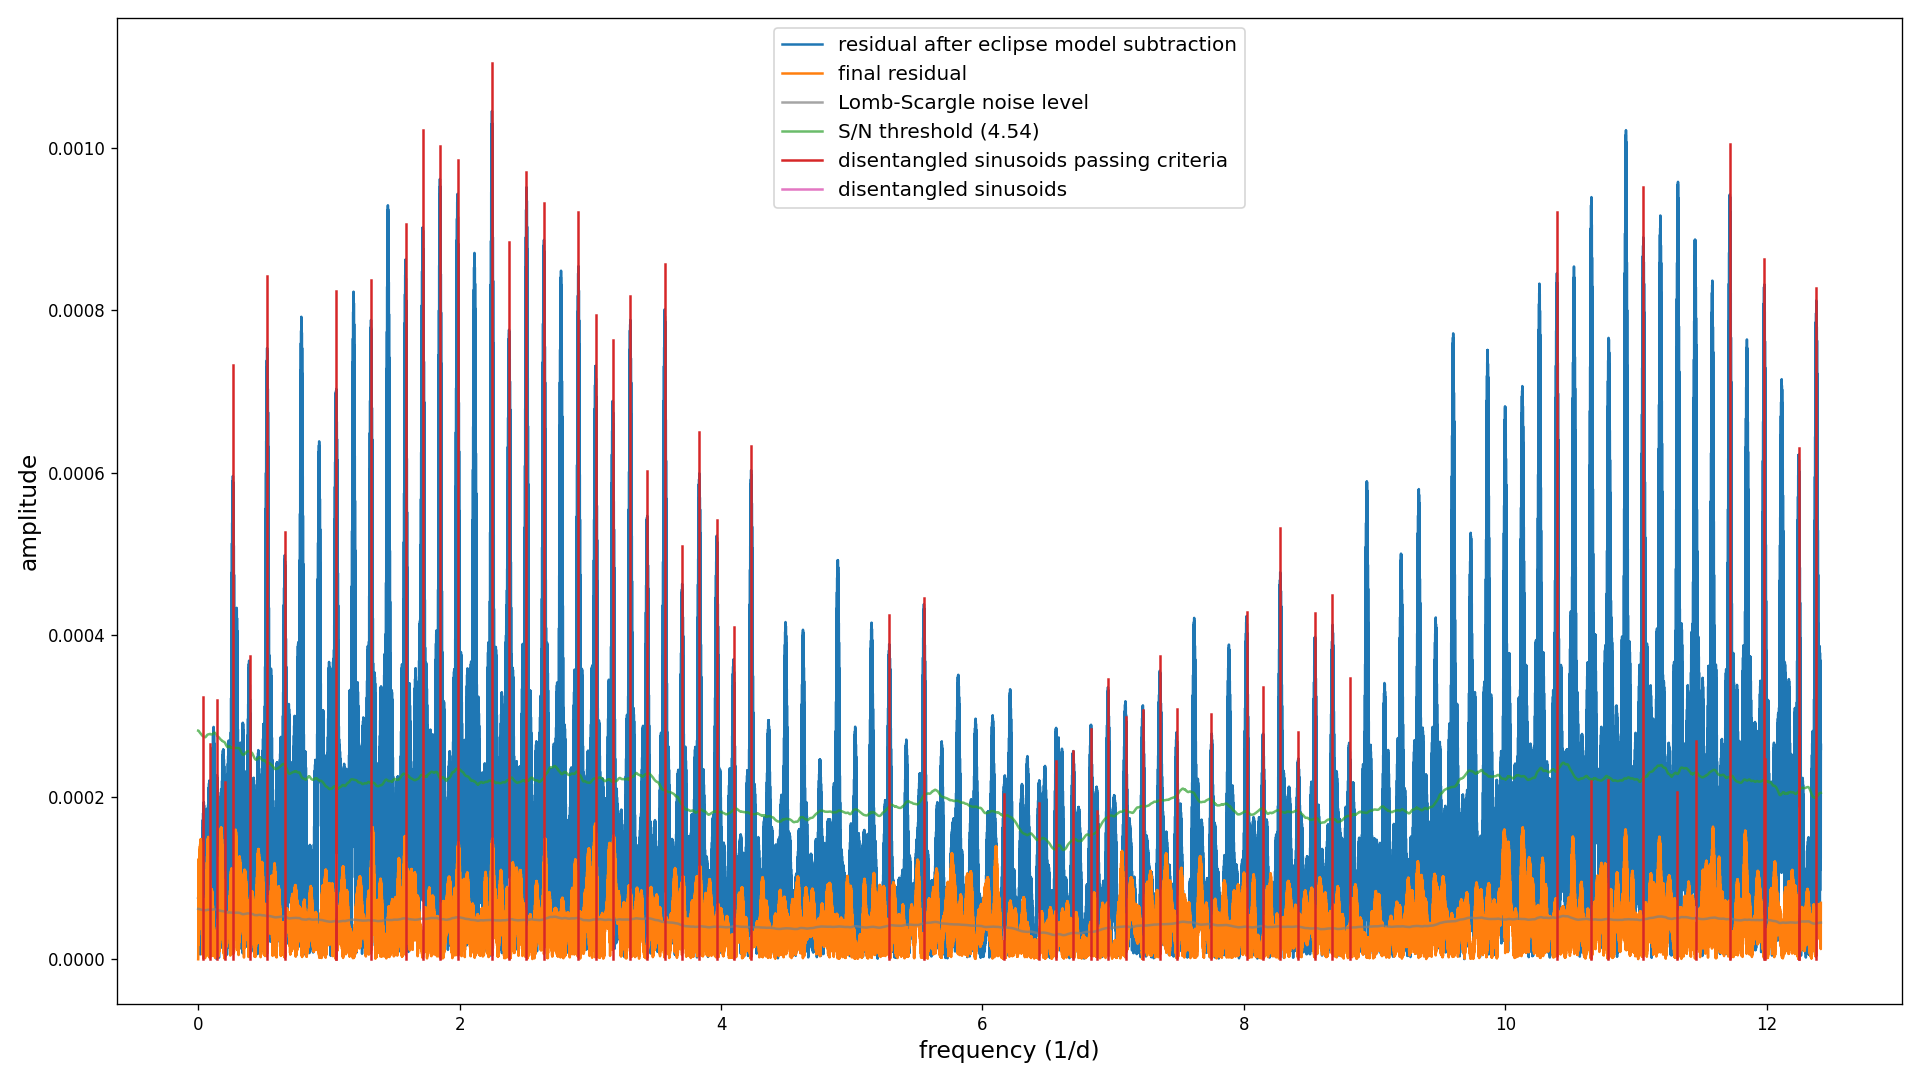 residual after eclipse model subtraction
final residual
Lomb-Scargle noise level
S/N threshold (4.54)
disentangled sinusoids passing criteria
disentangled sinusoids
amplitude
0.0010
0.0008
0.0006
0.0004
0.0002
0.0000
0 2 4 6 8 10 12
frequency (1/d)